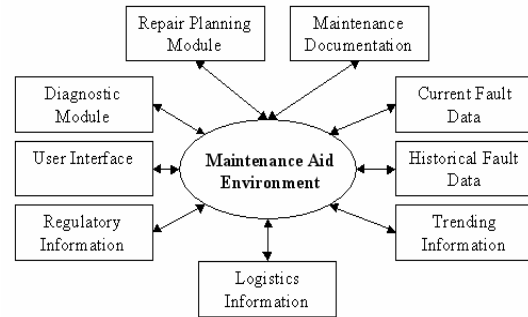 Repair Planning
Module
Maintenance
Documentation
Diagnostic
Module
Current Fault
Data
User Interface
Maintenance Aid
Environment
Historical Fault
Data
Regulatory
Information
Trending
Information
Logistics
Information